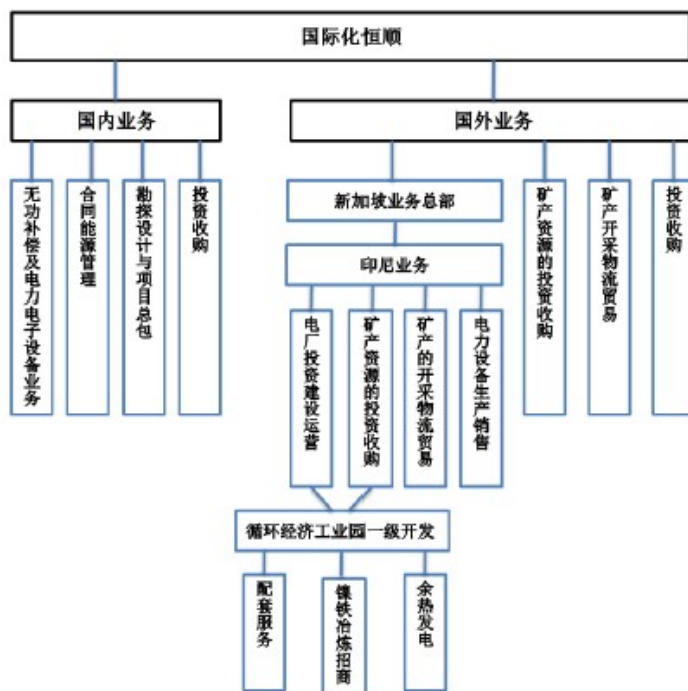 国际化恒顺
国内业务
国外业务
无功补偿及电力电子设备业务
合同能源管理
勘探设计与项目总包
投资收购
新加坡业务总部
矿产资源的投资收购
矿产开采物流贸易
投资收购
印尼业务
电厂投资建设运营
矿产资源的投资收购
矿产的开采物流贸易
电力设备生产销售
循环经济工业园一级开发
配套服务
镍铁冶炼招商
余热发电